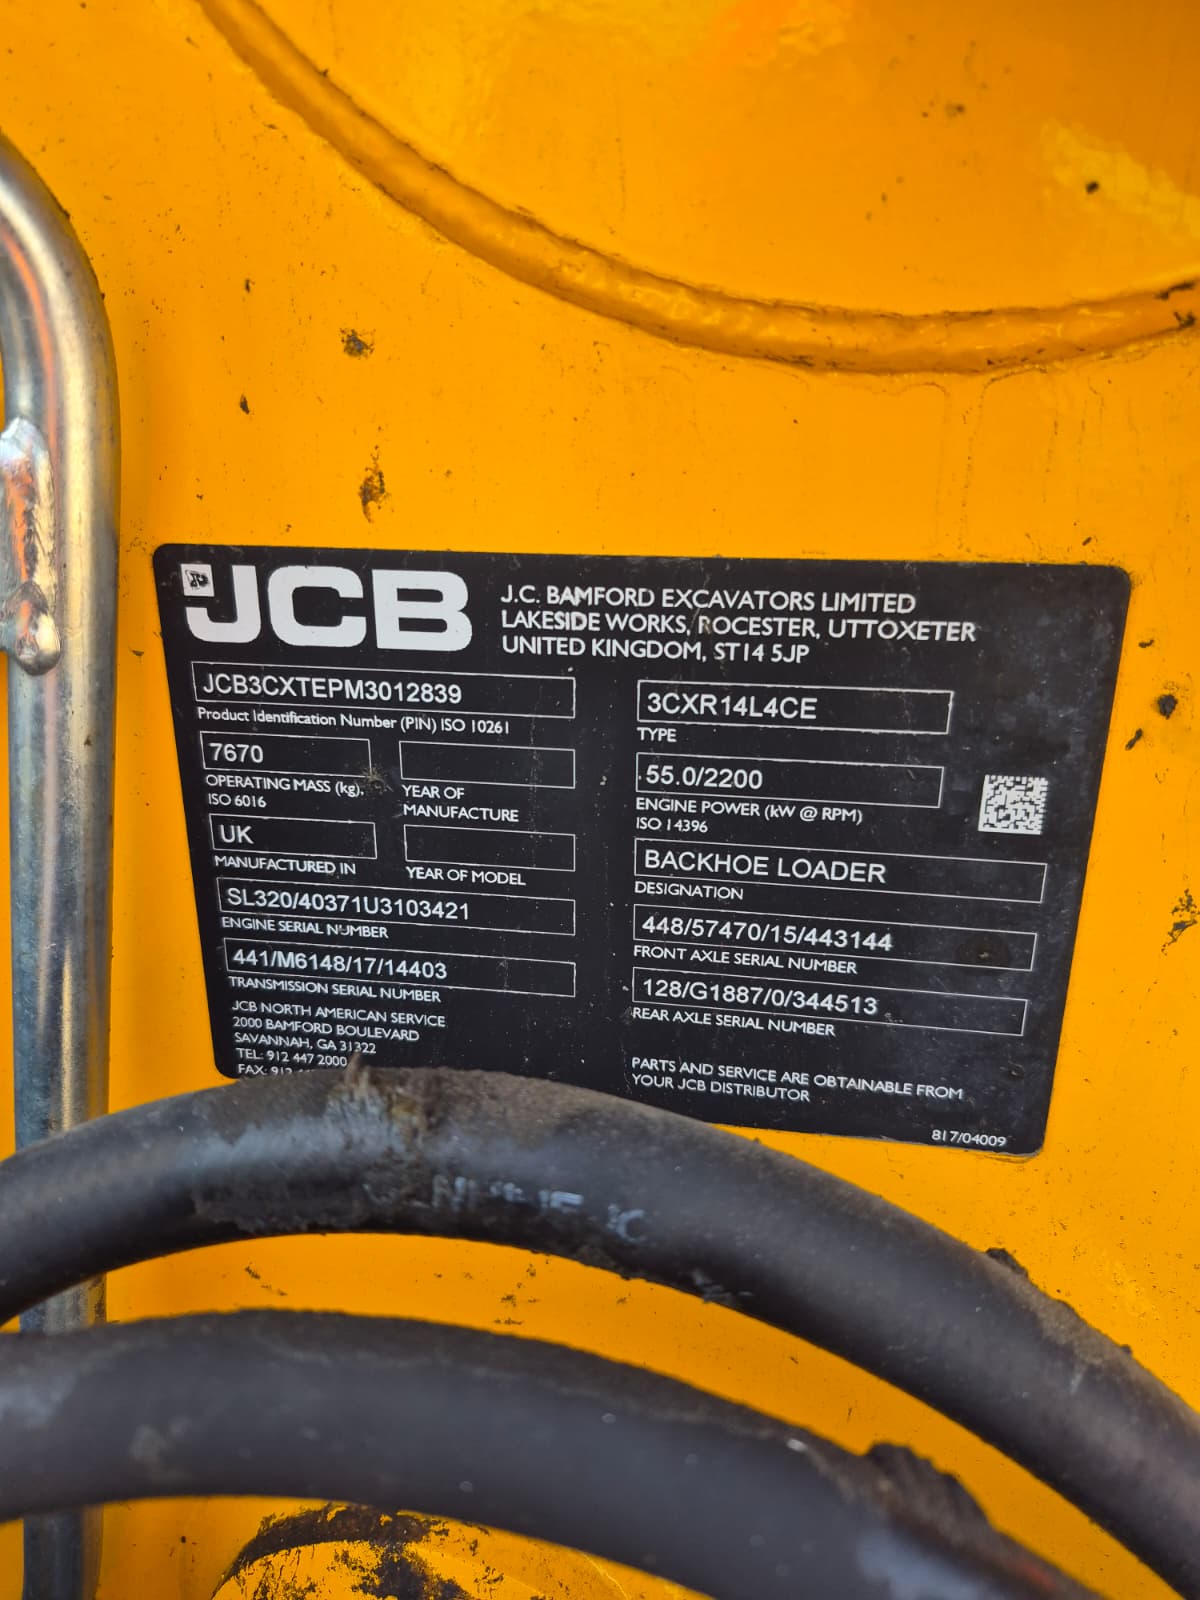 JCB
J.C. BAMFORD EXCAVATORS LIMITED
LAKESIDE WORKS, ROCESTER, UTTOXETER
UNITED KINGDOM, ST14 5JP
JCB3CXTEPM3012839
Product Identification Number (PIN) ISO 10261
7670
OPERATING MASS (kg),
ISO 6016
YEAR OF
MANUFACTURE
UK
MANUFACTURED IN
YEAR OF MODEL
SL320/40371U3103421
ENGINE SERIAL NUMBER
441/M6148/17/14403
TRANSMISSION SERIAL NUMBER
JCB NORTH AMERICAN SERVICE
2000 BAMFORD BOULEVARD
SAVANNAH, GA 31322
TEL: 912 447 2000
FAX: 912
3CXR14L4CE
TYPE
55.0/2200
ENGINE POWER (kW @ RPM)
ISO 14396
BACKHOE LOADER
DESIGNATION
448/57470/15/443144
FRONT AXLE SERIAL NUMBER
128/G1887/0/344513
REAR AXLE SERIAL NUMBER
PARTS AND SERVICE ARE OBTAINABLE FROM
YOUR JCB DISTRIBUTOR
817/04009